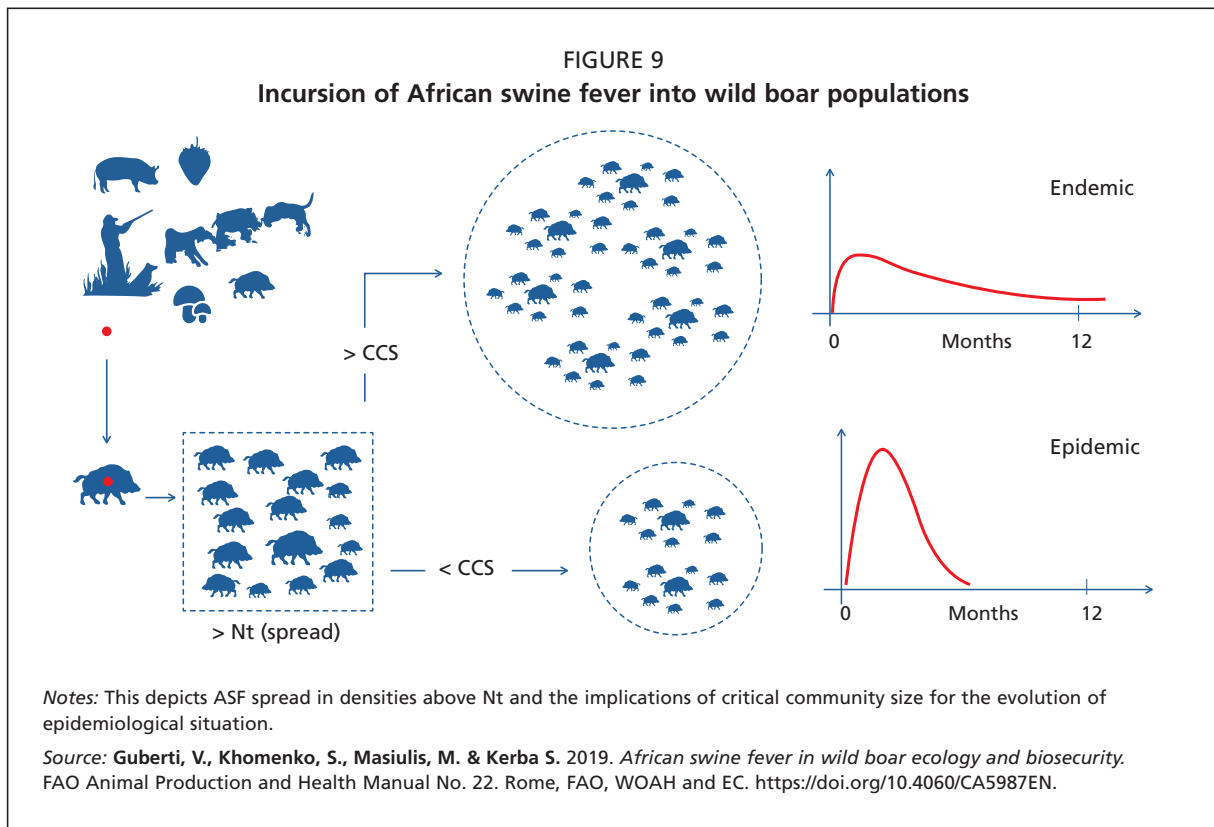 FIGURE 9
Incursion of African swine fever into wild boar populations
Endemic
0 Months 12
> CCS
Epidemic
0 Months 12
< CCS
> Nt (spread)
Notes: This depicts ASF spread in densities above Nt and the implications of critical community size for the evolution of
epidemiological situation.
Source: Guberti, V., Khomenko, S., Masiulis, M. & Kerba S. 2019. African swine fever in wild boar ecology and biosecurity.
FAO Animal Production and Health Manual No. 22. Rome, FAO, WOAH and EC. https://doi.org/10.4060/CA5987EN.